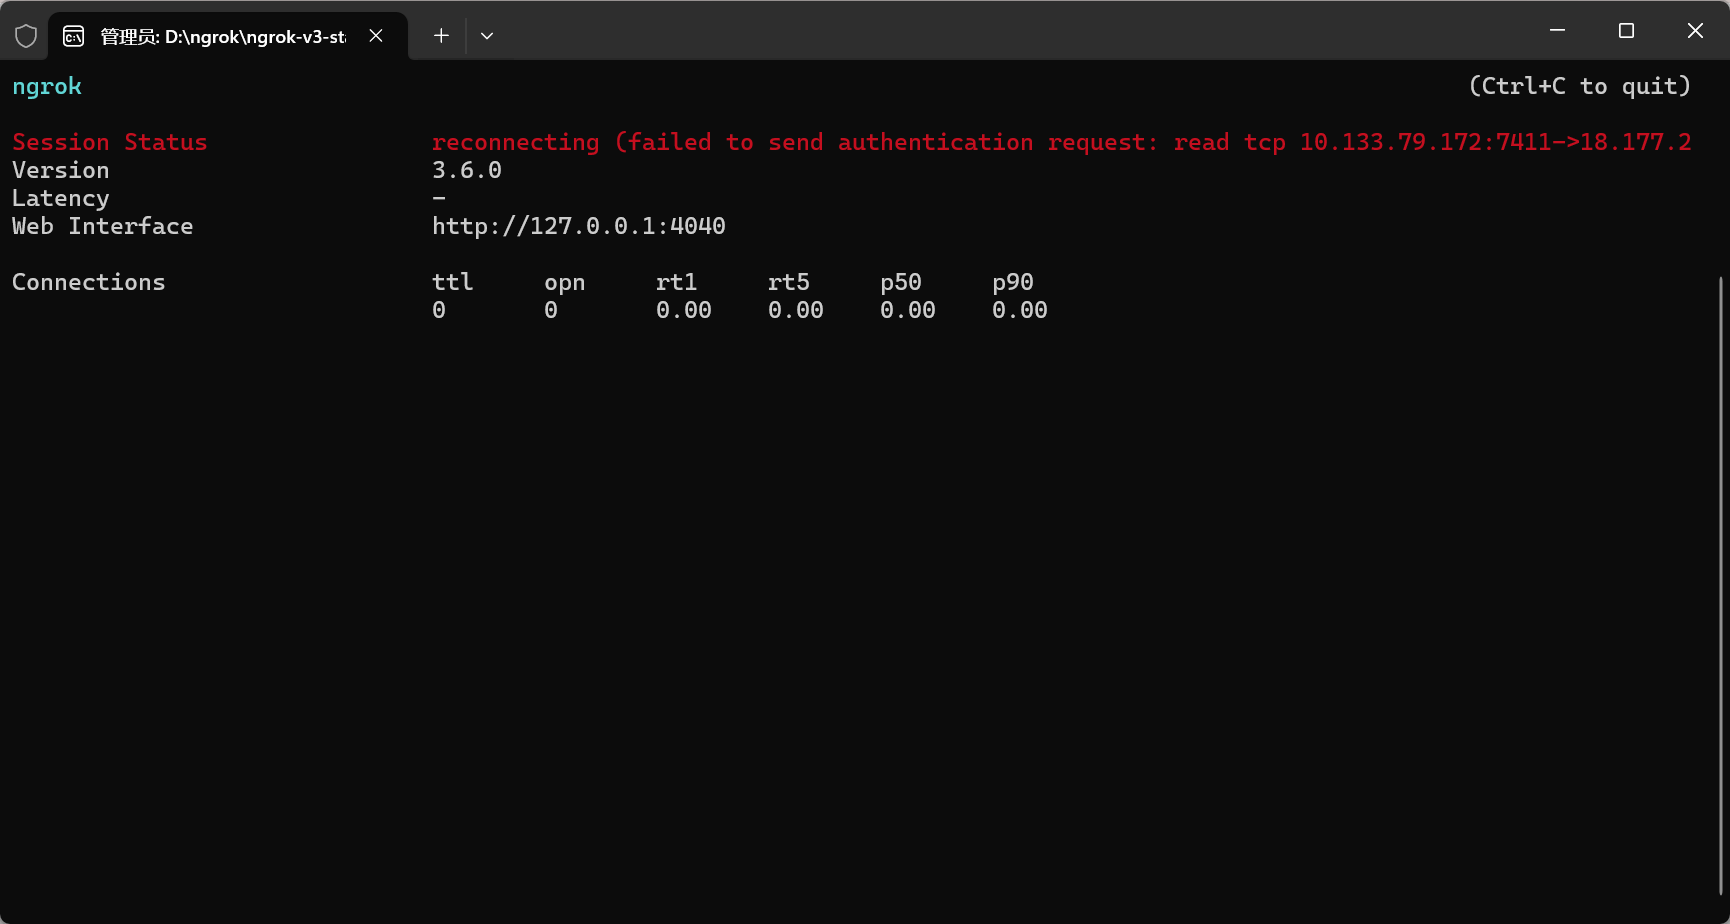 管理员: D:\ngrok\ngrok-v3-st
ngrok (Ctrl+C to quit)
Session Status reconnecting (failed to send authentication request: read tcp 10.133.79.172:7411->18.177.2
Version 3.6.0
Latency -
Web Interface http://127.0.0.1:4040
Connections ttl opn rt1 rt5 p50 p90
0 0 0.00 0.00 0.00 0.00